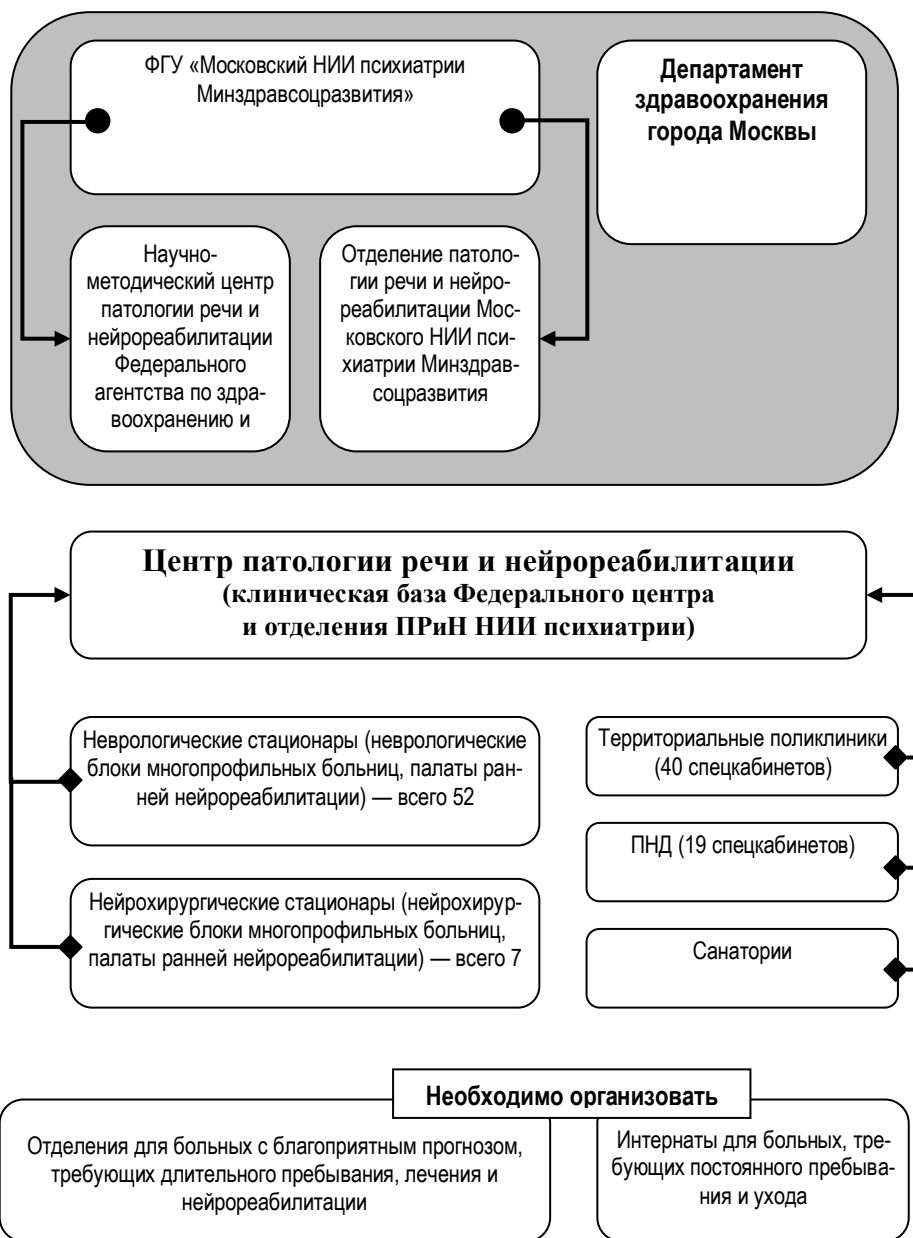 ФГУ «Московский НИИ психиатрии
Минздравсоцразвития»
Департамент
здравоохранения
города Москвы
Научно-
методический центр
патологии речи и
нейрореабилитации
Федерального
агентства по здра-
воохранению и
Отделение патоло-
гии речи и нейро-
реабилитации Мос-
ковского НИИ пси-
хиатрии Минздрав-
соцразвития
Центр патологии речи и нейрореабилитации
(клиническая база Федерального центра
и отделения ПРиН НИИ психиатрии)
Неврологические стационары (неврологические
блоки многопрофильных больниц, палаты ран-
ней нейрореабилитации) — всего 52
Нейрохирургические стационары (нейрохирур-
гические блоки многопрофильных больниц,
палаты ранней нейрореабилитации) — всего 7
Территориальные поликлиники
(40 спецкабинетов)
ПНД (19 спецкабинетов)
Санатории
Необходимо организовать
Отделения для больных с благоприятным прогнозом,
требующих длительного пребывания, лечения и
нейрореабилитации
Интернаты для больных, тре-
бующих постоянного пребыва-
ния и ухода